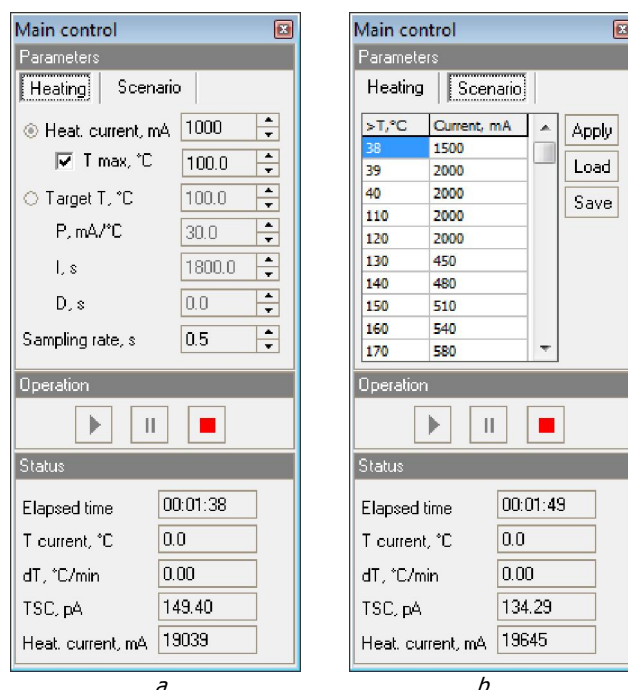 Main control
Parameters
Heating Scenario
Heat. current, mA 1000
T max, °C 100.0
Target T, °C 100.0
P, mA/°C 30.0
I, s 1800.0
D, s 0.0
Sampling rate, s 0.5
Operation
Status
Elapsed time 00:01:38
T current, °C 0.0
dT, °C/min 0.00
TSC, pA 149.40
Heat. current, mA 19039
a
Main control
Parameters
Heating Scenario
>T,°C Current, mA
38 1500
39 2000
40 2000
110 2000
120 2000
130 450
140 480
150 510
160 540
170 580
Apply
Load
Save
Operation
Status
Elapsed time 00:01:49
T current, °C 0.0
dT, °C/min 0.00
TSC, pA 134.29
Heat. current, mA 19645
b